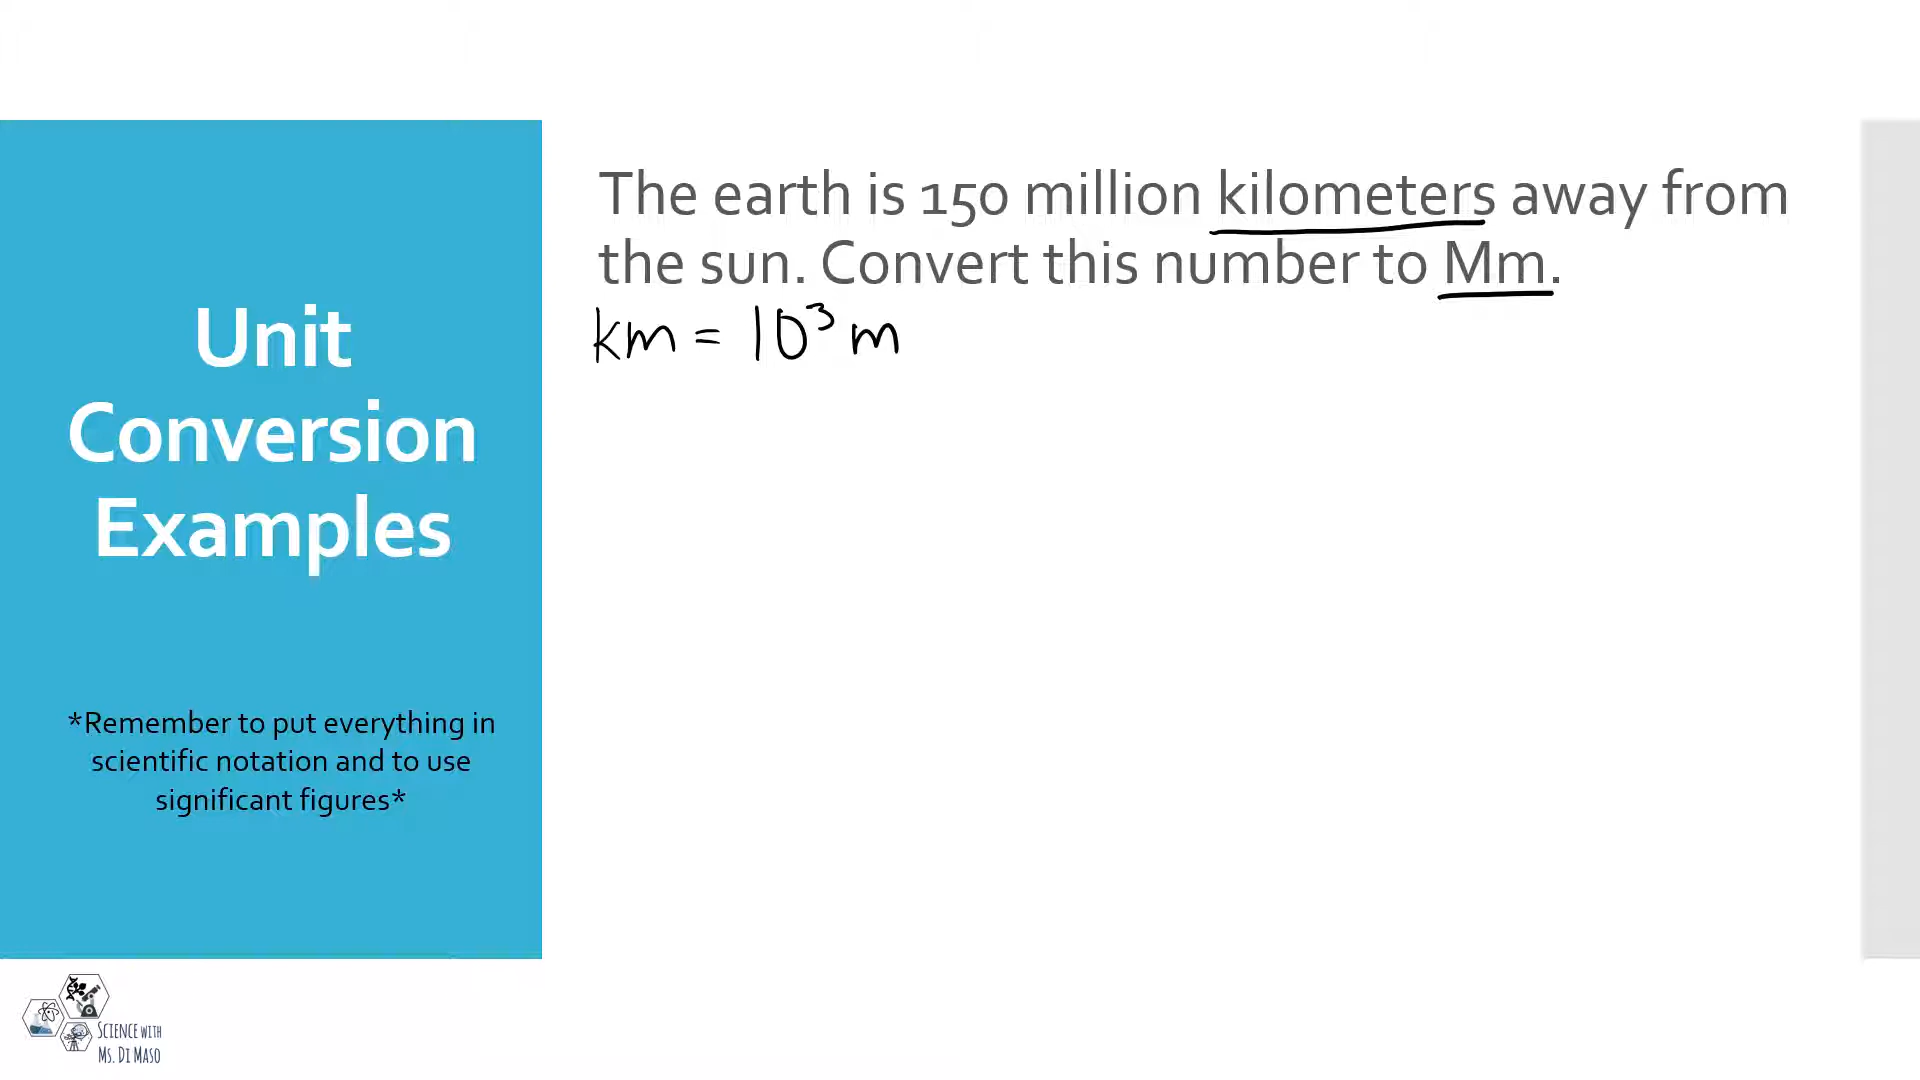 The earth is 150 million kilometers away from
the sun. Convert this number to Mm.
km = 10³ m
Unit
Conversion
Examples
*Remember to put everything in
scientific notation and to use
significant figures*
SCIENCE WITH
MS. DI MASO